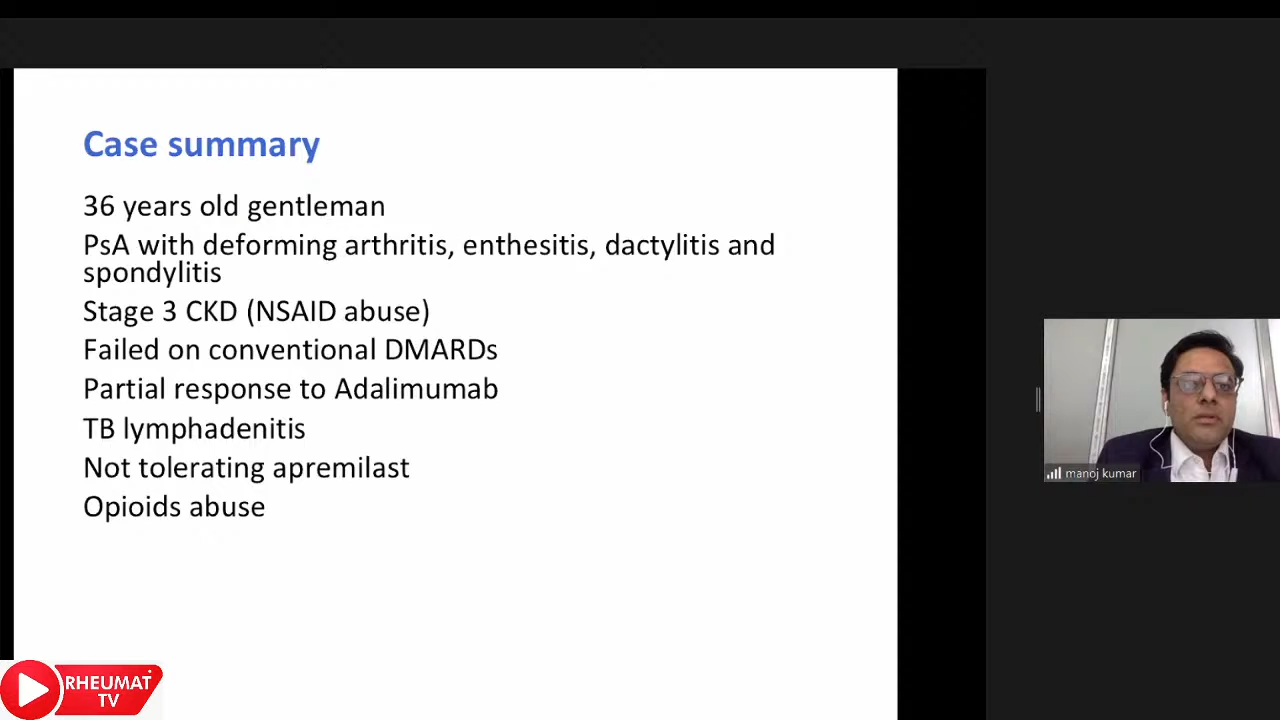 Case summary
36 years old gentleman
PsA with deforming arthritis, enthesitis, dactylitis and
spondylitis
Stage 3 CKD (NSAID abuse)
Failed on conventional DMARDs
Partial response to Adalimumab
TB lymphadenitis
Not tolerating apremilast
Opioids abuse
manoj kumar
RHEUMAT
TV